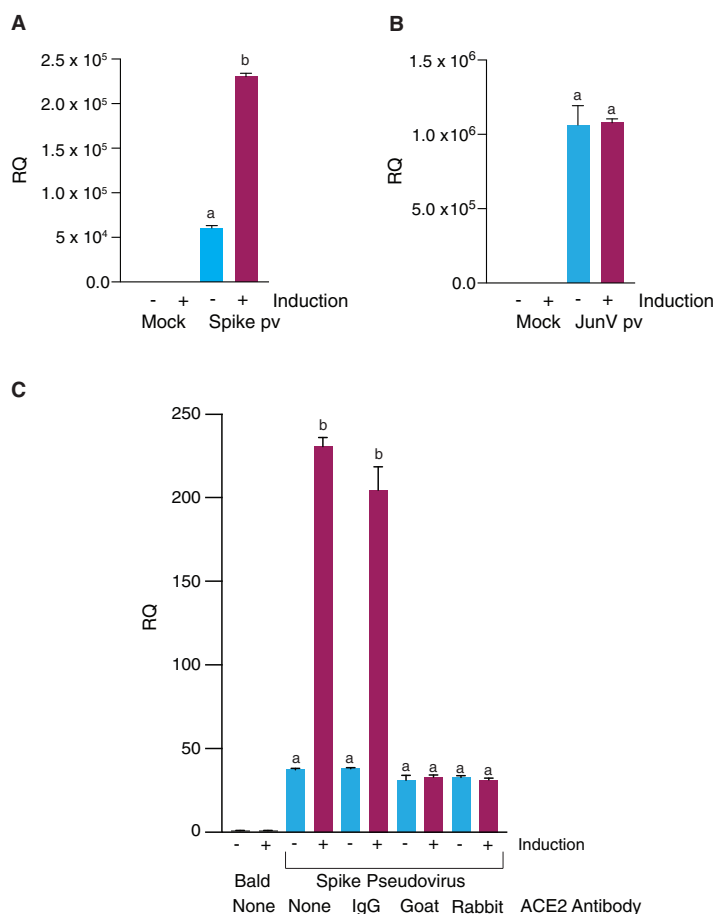 A
2.5 x 10⁵
2.0 x 10⁵
1.5 x 10⁵
1.0 x 10⁵
5 x 10⁴
0.0
RQ
a
b
- + - + Induction
Mock Spike pv
B
1.5 x 10⁶
1.0 x 10⁶
5.0 x 10⁵
0.0
RQ
a a
- + - + Induction
Mock JunV pv
C
250
200
150
100
50
0
RQ
a b a b a a a a
- + - + - + - + - + Induction
Bald Spike Pseudovirus
None None IgG Goat Rabbit ACE2 Antibody